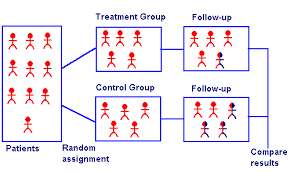 Treatment Group
Follow-up
Control Group
Follow-up
Patients
Random
assignment
Compare
results